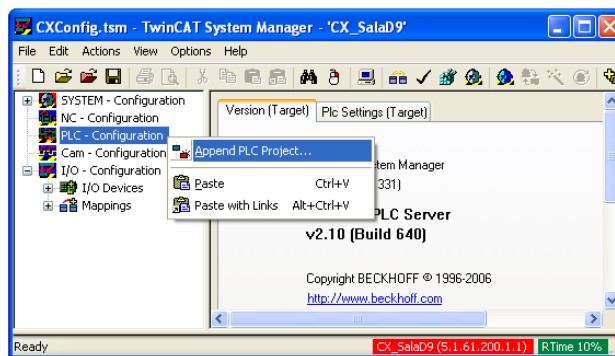 CXConfig.tsm - TwinCAT System Manager - 'CX_SalaD9'
File Edit Actions View Options Help
SYSTEM - Configuration
NC - Configuration
PLC - Configuration
Cam - Configuration
I/O - Configuration
I/O Devices
Mappings
Version (Target) Plc Settings (Target)
Append PLC Project...
Paste Ctrl+V
Paste with Links Alt+Ctrl+V
tem Manager
331)
PLC Server
v2.10 (Build 640)
Copyright BECKHOFF © 1996-2006
http://www.beckhoff.com
Ready CX_SalaD9 (5.1.61.200.1.1) RTime 10%